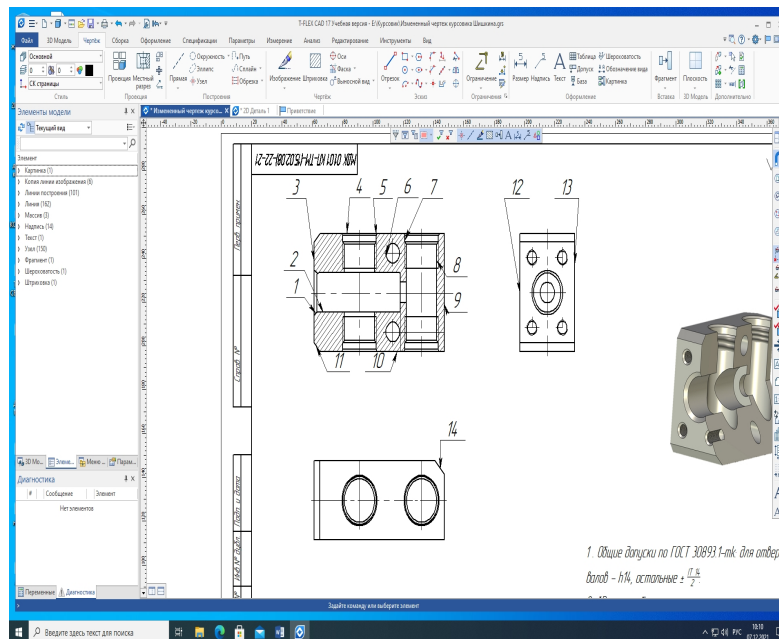 T-FLEX CAD 17 Учебная версия - E:\Курсовик\Измененный чертеж курсовика Шишкина.grs
Файл 3D Модель Чертёж Сборка Оформление Спецификации Параметры Измерение Анализ Редактирование Инструменты Вид
Основной
СК страницы
Стиль
Проекция Местный разрез
Проекция
Прямая
Окружность
Эллипс
Узел
Путь
Сплайн
Обрезка
Построения
Изображение Штриховка
Оси
Фаска
Выносной вид
Чертёж
Отрезок
Эскиз
Ограничение
Ограничения
Размер Надпись Текст
Таблица
Допуск
База
Шероховатость
Обозначение вида
Картинка
Оформление
Фрагмент
Вставка
Плоскость
3D Модель
Дополнительно
Элементы модели
Текущий вид
Элемент
Картинка (1)
Копия линии изображения (6)
Линии построения (101)
Линия (162)
Массив (3)
Надпись (14)
Текст (1)
Узел (150)
Фрагмент (1)
Шероховатость (1)
Штриховка (1)
3D Мо... Элеме... Меню ... Парам...
Диагностика
# Сообщение Элемент
Нет элементов
Переменные Диагностика
Измененный чертеж курсо... X
2D Деталь 1
Приветствие
Перв. примен.
Справ. №
Подп. и дата
Инв. № дубл.
3 4 5 6 7
2
1
8
9
11 10
12 13
14
1. Общие допуски по ГОСТ 30893.1-mk: для отвер
валов - h14, остальные ±
2
Задайте команду или выберите элемент
Введите здесь текст для поиска
РУС
18:10
07.12.2021